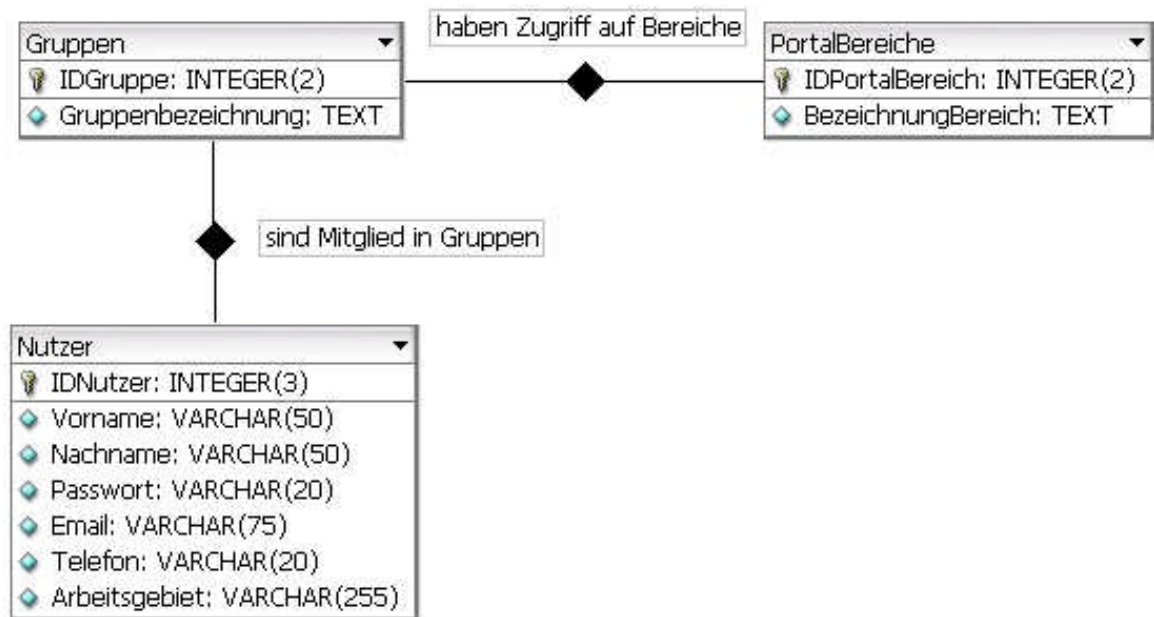 haben Zugriff auf Bereiche
Gruppen
IDGruppe: INTEGER(2)
Gruppenbezeichnung: TEXT
PortalBereiche
IDPortalBereich: INTEGER(2)
BezeichnungBereich: TEXT
sind Mitglied in Gruppen
Nutzer
IDNutzer: INTEGER(3)
Vorname: VARCHAR(50)
Nachname: VARCHAR(50)
Passwort: VARCHAR(20)
Email: VARCHAR(75)
Telefon: VARCHAR(20)
Arbeitsgebiet: VARCHAR(255)